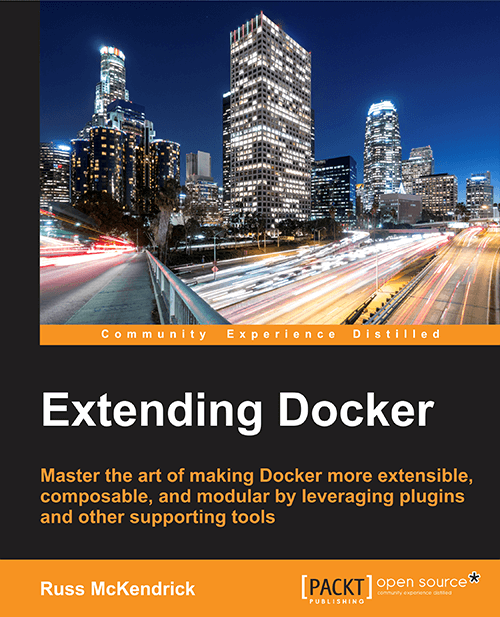 Community Experience Distilled
Extending Docker
Master the art of making Docker more extensible,
composable, and modular by leveraging plugins
and other supporting tools
Russ McKendrick
[PACKT]
PUBLISHING
open source*
community experience distilled